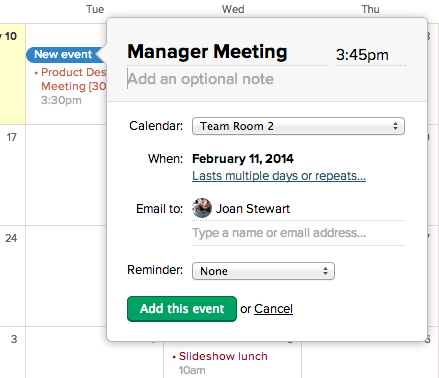 Tue Wed Thu
y 10
New event
• Product Des
Meeting [30
3:30pm
17
24
3 4 6
Manager Meeting 3:45pm
Add an optional note
Calendar: Team Room 2
When: February 11, 2014
Lasts multiple days or repeats...
Email to: Joan Stewart
Type a name or email address...
Reminder: None
Add this event or Cancel
• Slideshow lunch
10am